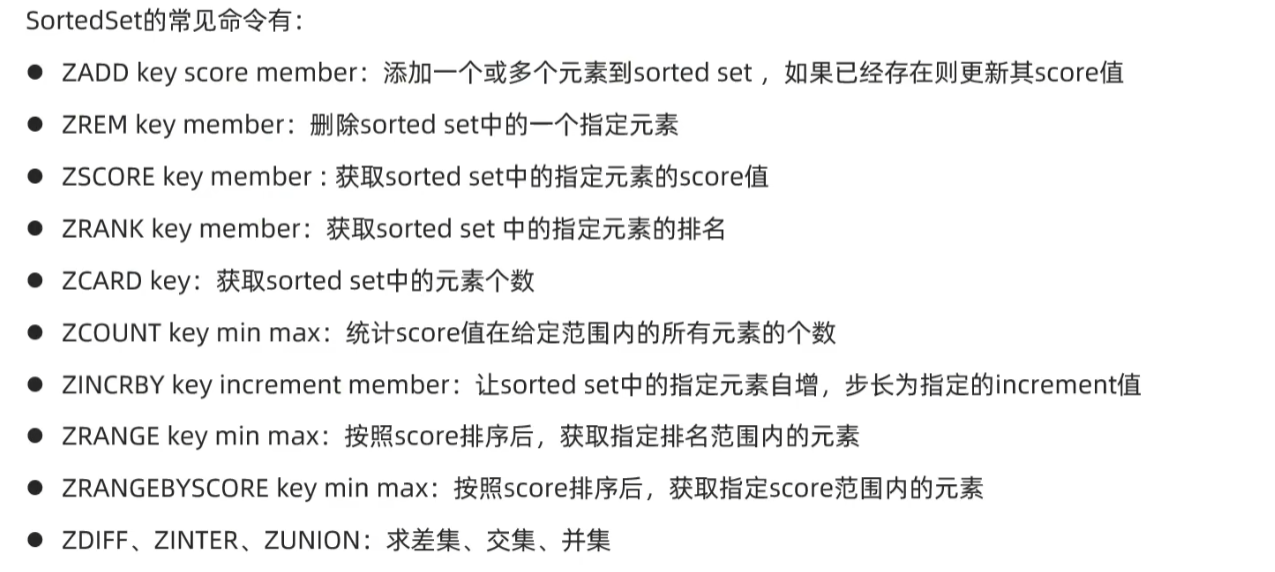 SortedSet的常见命令有：
● ZADD key score member：添加一个或多个元素到sorted set ，如果已经存在则更新其score值
● ZREM key member：删除sorted set中的一个指定元素
● ZSCORE key member : 获取sorted set中的指定元素的score值
● ZRANK key member：获取sorted set 中的指定元素的排名
● ZCARD key：获取sorted set中的元素个数
● ZCOUNT key min max：统计score值在给定范围内的所有元素的个数
● ZINCRBY key increment member：让sorted set中的指定元素自增，步长为指定的increment值
● ZRANGE key min max：按照score排序后，获取指定排名范围内的元素
● ZRANGEBYSCORE key min max：按照score排序后，获取指定score范围内的元素
● ZDIFF、ZINTER、ZUNION：求差集、交集、并集